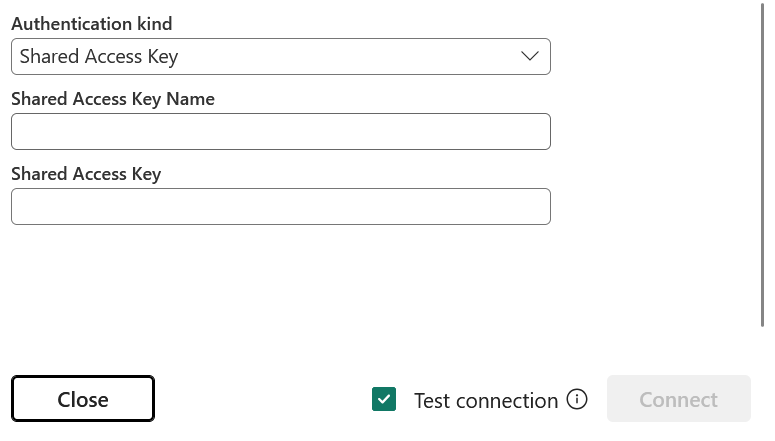 Authentication kind
Shared Access Key
Shared Access Key Name
Shared Access Key
Close
Test connection
Connect